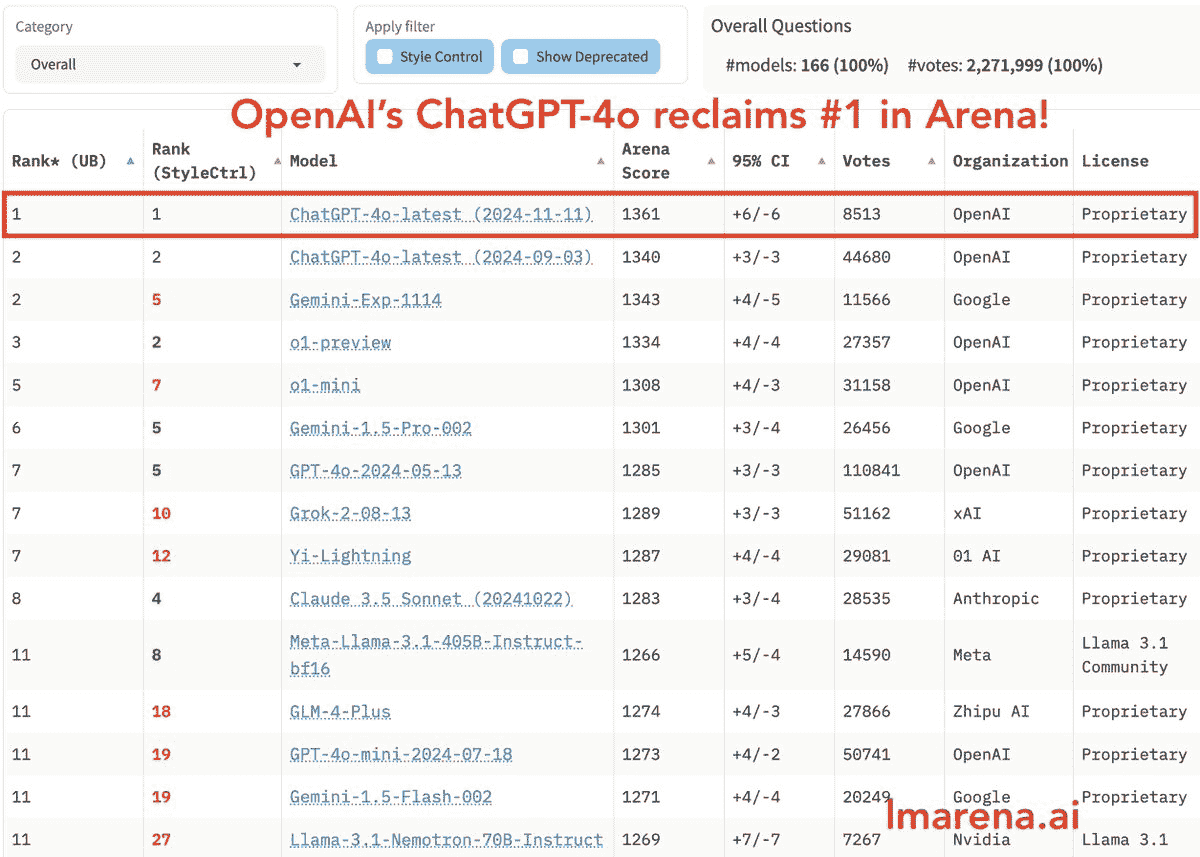 Category
Overall
Apply filter
Style Control
Show Deprecated
Overall Questions
#models: 166 (100%) #votes: 2,271,999 (100%)
OpenAI's ChatGPT-4o reclaims #1 in Arena!
Rank* (UB) Rank (StyleCtrl) Model Arena Score 95% CI Votes Organization License
1 1 ChatGPT-4o-latest (2024-11-11) 1361 +6/-6 8513 OpenAI Proprietary
2 2 ChatGPT-4o-latest (2024-09-03) 1340 +3/-3 44680 OpenAI Proprietary
2 5 Gemini-Exp-1114 1343 +4/-5 11566 Google Proprietary
3 2 o1-preview 1334 +4/-4 27357 OpenAI Proprietary
5 7 o1-mini 1308 +4/-3 31158 OpenAI Proprietary
6 5 Gemini-1.5-Pro-002 1301 +3/-4 26456 Google Proprietary
7 5 GPT-4o-2024-05-13 1285 +3/-3 110841 OpenAI Proprietary
7 10 Grok-2-08-13 1289 +3/-3 51162 xAI Proprietary
7 12 Yi-Lightning 1287 +4/-4 29081 01 AI Proprietary
8 4 Claude 3.5 Sonnet (20241022) 1283 +3/-4 28535 Anthropic Proprietary
11 8 Meta-Llama-3.1-405B-Instruct-bf16 1266 +5/-4 14590 Meta Llama 3.1 Community
11 18 GLM-4-Plus 1274 +4/-3 27866 Zhipu AI Proprietary
11 19 GPT-4o-mini-2024-07-18 1273 +4/-2 50741 OpenAI Proprietary
11 19 Gemini-1.5-Flash-002 1271 +4/-4 20249 Google Proprietary
11 27 Llama-3.1-Nemotron-70B-Instruct 1269 +7/-7 7267 Nvidia Llama 3.1
lmarena.ai